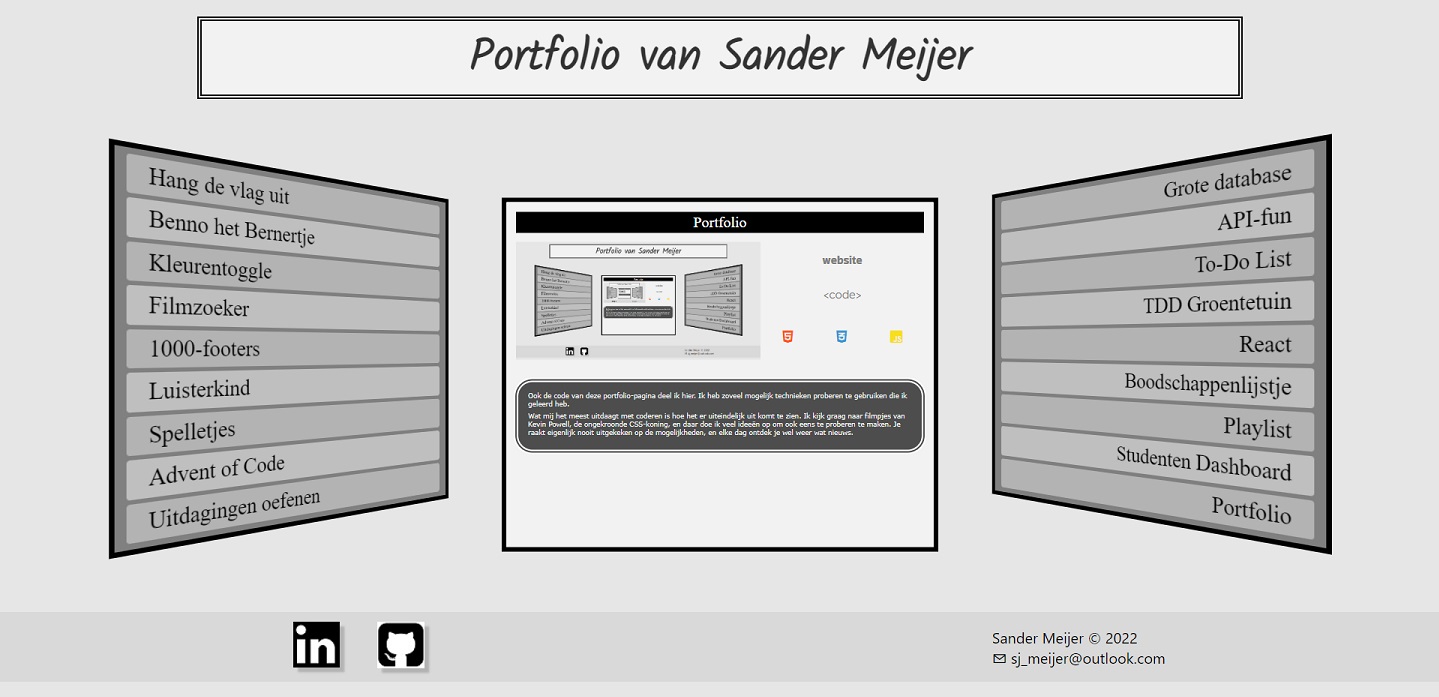 Portfolio van Sander Meijer
Hang de vlag uit
Benno het Bernertje
Kleurentoggle
Filmzoeker
1000-footers
Luisterkind
Spelletjes
Advent of Code
Uitdagingen oefenen
Portfolio
Portfolio van Sander Meijer
website
<code>
Ook de code van deze portfolio-pagina deel ik hier. Ik heb zoveel mogelijk technieken proberen te gebruiken die ik
geleerd heb.
Wat mij het meest uitdaagt met coderen is hoe het er uiteindelijk uit komt te zien. Ik kijk graag naar filmpjes van
Kevin Powell, de ongekroonde CSS-koning, en daar doe ik veel ideeën op om ook eens te proberen te maken. Je
raakt eigenlijk nooit uitgekeken op de mogelijkheden, en elke dag ontdek je wel weer wat nieuws.
Grote database
API-fun
To-Do List
TDD Groentetuin
React
Boodschappenlijstje
Playlist
Studenten Dashboard
Portfolio
in
Sander Meijer © 2022
sj_meijer@outlook.com